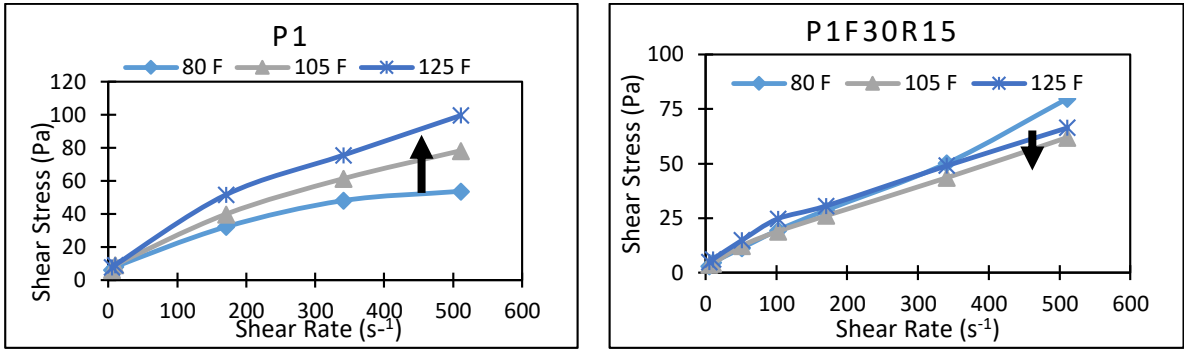 P1
80 F 105 F 125 F
Shear Stress (Pa)
120
100
80
60
40
20
0
0 100 200 300 400 500 600
Shear Rate (s-¹)
P1F30R15
80 F 105 F 125 F
Shear Stress (Pa)
100
75
50
25
0
0 100 200 300 400 500 600
Shear Rate (s⁻¹)